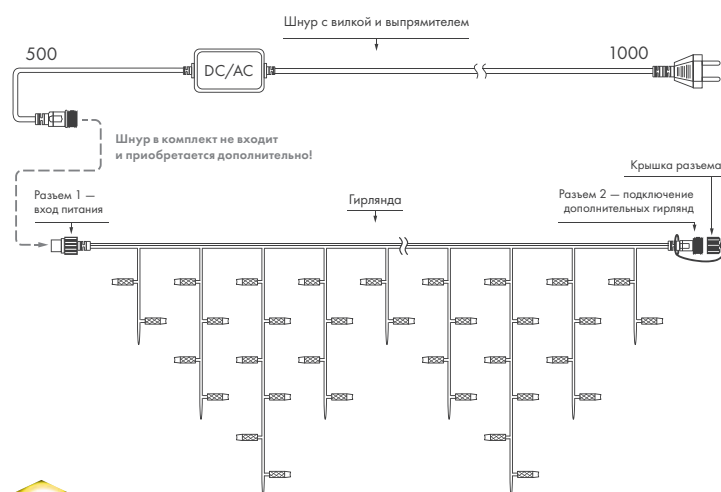 Шнур с вилкой и выпрямителем
500
1000
DC/AC
Шнур в комплект не входит
и приобретается дополнительно!
Крышка разъема
Разъем 1 —
вход питания
Гирлянда
Разъем 2 — подключение
дополнительных гирлянд